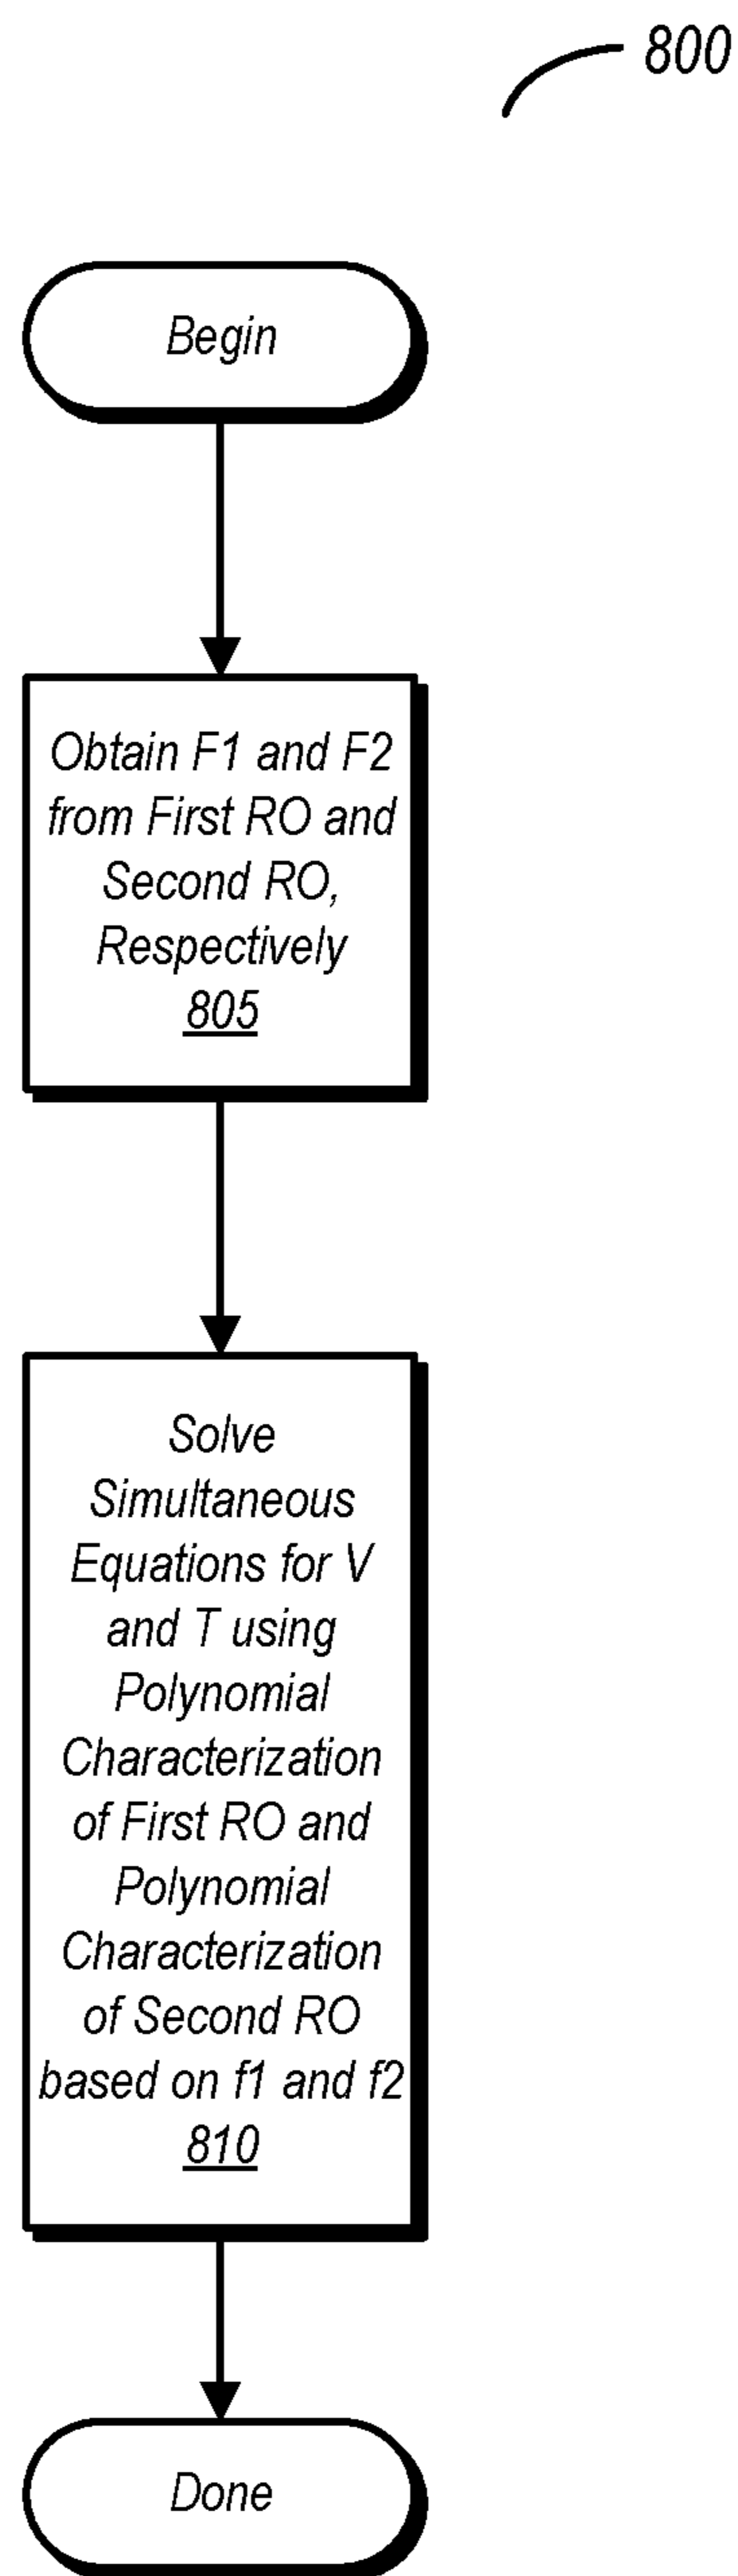 800
Begin
Obtain F1 and F2
from First RO and
Second RO,
Respectively
805
Solve
Simultaneous
Equations for V
and T using
Polynomial
Characterization
of First RO and
Polynomial
Characterization
of Second RO
based on f1 and f2
810
Done